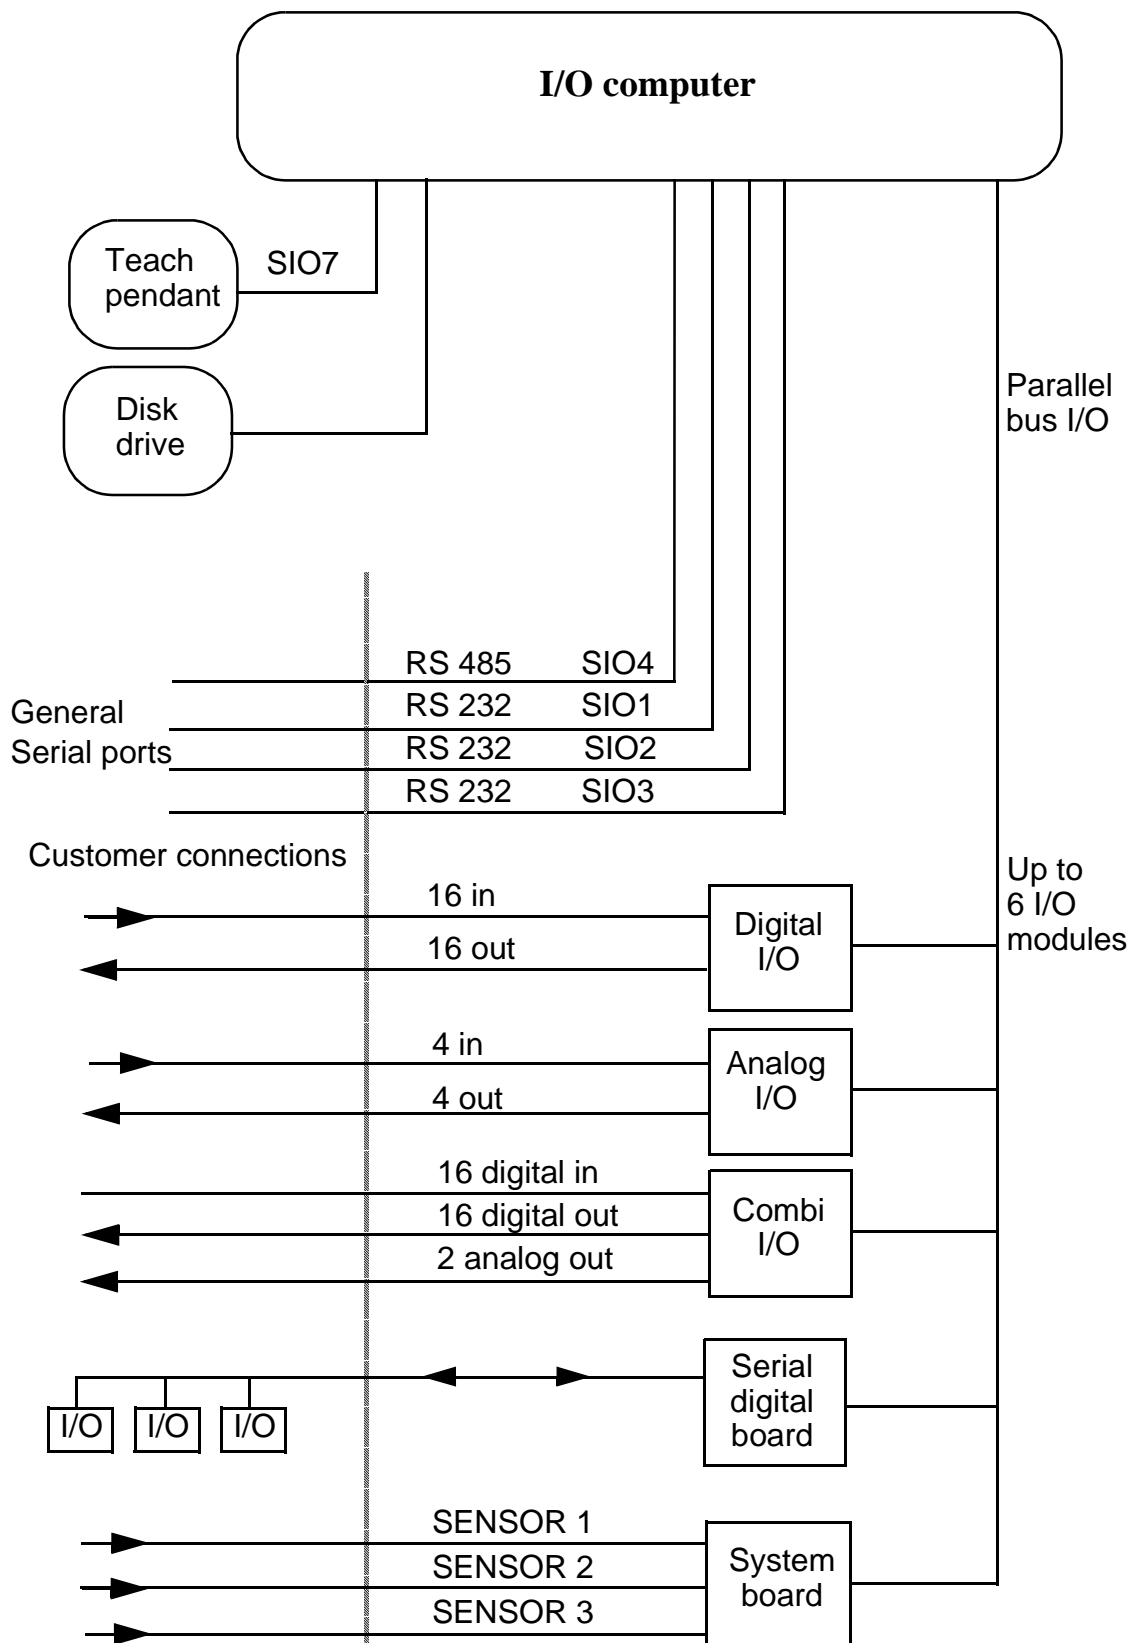 I/O computer
Teach
pendant
SIO7
Disk
drive
Parallel
bus I/O
RS 485 SIO4
General
Serial ports
RS 232 SIO1
RS 232 SIO2
RS 232 SIO3
Customer connections
Up to
6 I/O
modules
16 in
16 out
Digital
I/O
4 in
4 out
Analog
I/O
16 digital in
16 digital out
2 analog out
Combi
I/O
I/O I/O I/O
Serial
digital
board
SENSOR 1
SENSOR 2
SENSOR 3
System
board